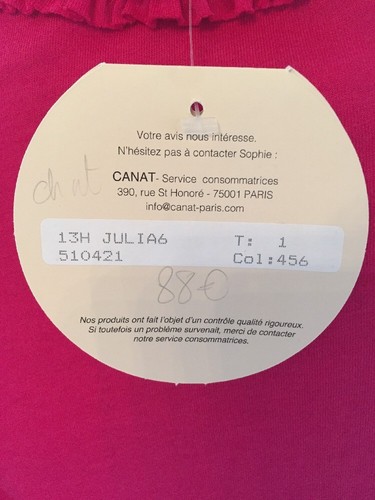 Votre avis nous intéresse.
N'hésitez pas à contacter Sophie :
CANAT- Service consommatrices
390, rue St Honoré - 75001 PARIS
info@canat-paris.com
13H JULIA6 T: 1
510421 Col:456
88€
Nos produits ont fait l'objet d'un contrôle qualité rigoureux.
Si toutefois un problème survenait, merci de contacter
notre service consommatrices.